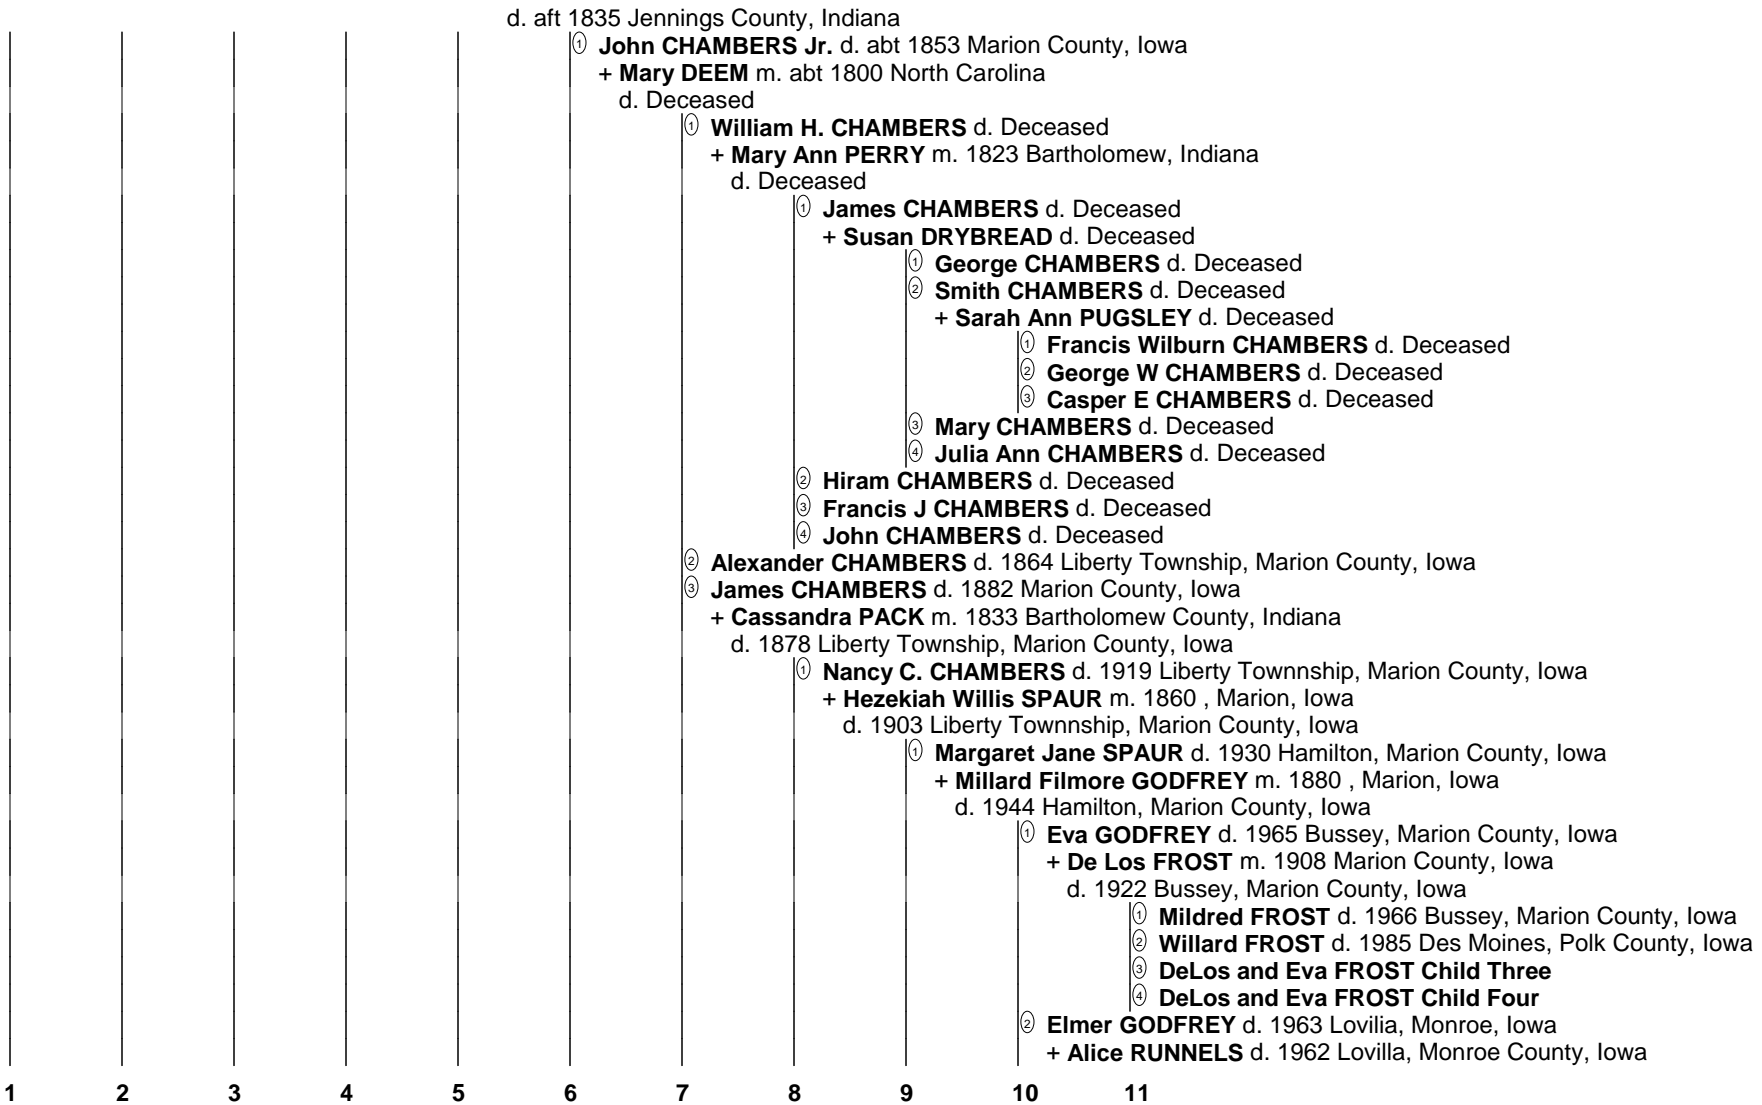 d. aft 1835 Jennings County, Indiana
① John CHAMBERS Jr. d. abt 1853 Marion County, Iowa
+ Mary DEEM m. abt 1800 North Carolina
d. Deceased
① William H. CHAMBERS d. Deceased
+ Mary Ann PERRY m. 1823 Bartholomew, Indiana
d. Deceased
① James CHAMBERS d. Deceased
+ Susan DRYBREAD d. Deceased
① George CHAMBERS d. Deceased
② Smith CHAMBERS d. Deceased
+ Sarah Ann PUGSLEY d. Deceased
① Francis Wilburn CHAMBERS d. Deceased
② George W CHAMBERS d. Deceased
③ Casper E CHAMBERS d. Deceased
③ Mary CHAMBERS d. Deceased
④ Julia Ann CHAMBERS d. Deceased
② Hiram CHAMBERS d. Deceased
③ Francis J CHAMBERS d. Deceased
④ John CHAMBERS d. Deceased
② Alexander CHAMBERS d. 1864 Liberty Township, Marion County, Iowa
③ James CHAMBERS d. 1882 Marion County, Iowa
+ Cassandra PACK m. 1833 Bartholomew County, Indiana
d. 1878 Liberty Township, Marion County, Iowa
① Nancy C. CHAMBERS d. 1919 Liberty Townnship, Marion County, Iowa
+ Hezekiah Willis SPAUR m. 1860 , Marion, Iowa
d. 1903 Liberty Townnship, Marion County, Iowa
① Margaret Jane SPAUR d. 1930 Hamilton, Marion County, Iowa
+ Millard Filmore GODFREY m. 1880 , Marion, Iowa
d. 1944 Hamilton, Marion County, Iowa
① Eva GODFREY d. 1965 Bussey, Marion County, Iowa
+ De Los FROST m. 1908 Marion County, Iowa
d. 1922 Bussey, Marion County, Iowa
① Mildred FROST d. 1966 Bussey, Marion County, Iowa
② Willard FROST d. 1985 Des Moines, Polk County, Iowa
③ DeLos and Eva FROST Child Three
④ DeLos and Eva FROST Child Four
② Elmer GODFREY d. 1963 Lovilia, Monroe, Iowa
+ Alice RUNNELS d. 1962 Lovilla, Monroe County, Iowa
1 2 3 4 5 6 7 8 9 10 11